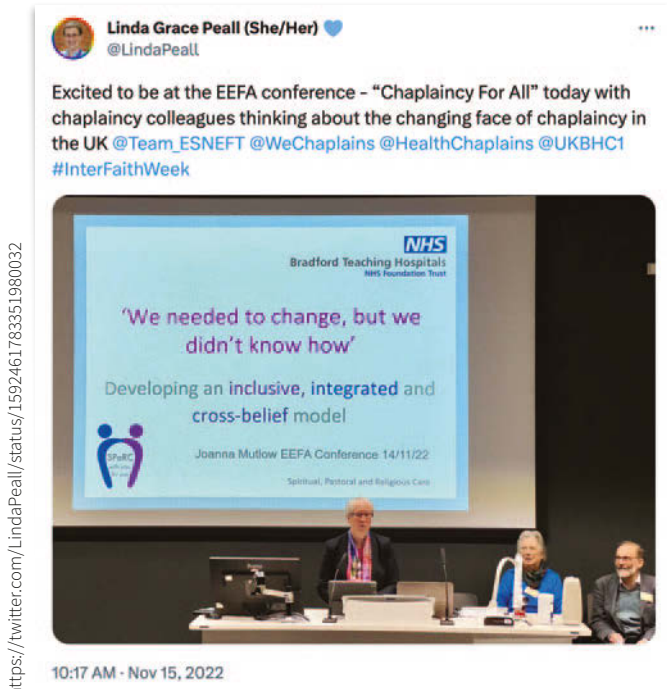 Linda Grace Peall (She/Her)
@LindaPeall
Excited to be at the EEFA conference - “Chaplaincy For All” today with
chaplaincy colleagues thinking about the changing face of chaplaincy in
the UK @Team_ESNEFT @WeChaplains @HealthChaplains @UKBHC1
#InterFaithWeek
NHS
Bradford Teaching Hospitals
NHS Foundation Trust
‘We needed to change, but we
didn’t know how’
Developing an inclusive, integrated and
cross-belief model
SPaRC
Joanna Mutlow EEFA Conference 14/11/22
Spiritual, Pastoral and Religious Care
10:17 AM · Nov 15, 2022
https://twitter.com/LindaPeall/status/1592461783351980032